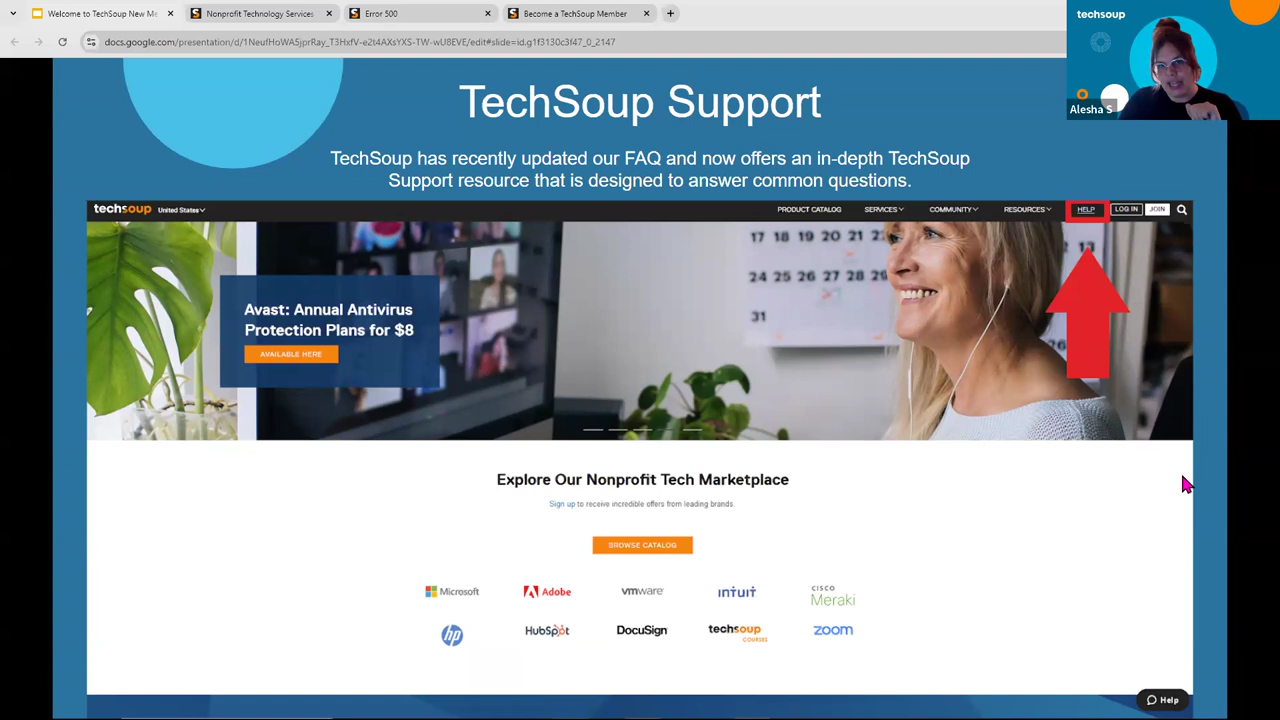 Welcome to TechSoup New Me
Nonprofit Technology Services
Error 500
Become a TechSoup Member
docs.google.com/presentation/d/1NeufHoWA5jprRay_T3HxfV-e2t4AXsYXS-TW-wU8EVE/edit#slide=id.g1f3130c3f47_0_2147
techsoup
Alesha S
TechSoup Support
TechSoup has recently updated our FAQ and now offers an in-depth TechSoup
Support resource that is designed to answer common questions.
techsoup United States
PRODUCT CATALOG SERVICES COMMUNITY RESOURCES HELP LOG IN JOIN
17 18 19 20 21 22 23
13
24 25 26 27 28 29 30
31
Avast: Annual Antivirus
Protection Plans for $8
AVAILABLE HERE
Explore Our Nonprofit Tech Marketplace
Sign up to receive incredible offers from leading brands.
BROWSE CATALOG
Microsoft Adobe vmware INTUIT CISCO Meraki
hp HubSpot DocuSign techsoup COURSES zoom
Help